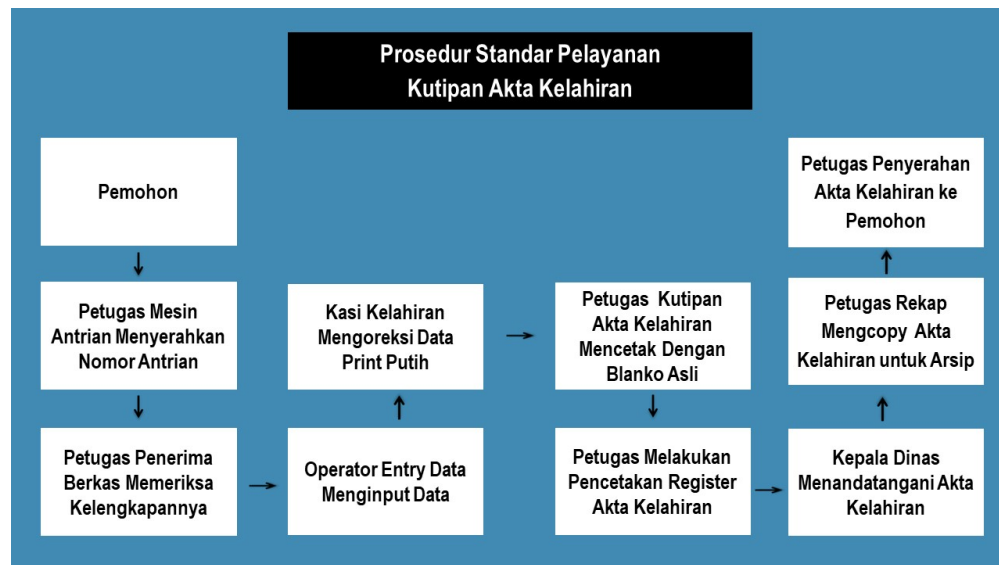 Prosedur Standar Pelayanan
Kutipan Akta Kelahiran
Pemohon
Petugas Mesin
Antrian Menyerahkan
Nomor Antrian
Petugas Penerima
Berkas Memeriksa
Kelengkapannya
Operator Entry Data
Menginput Data
Kasi Kelahiran
Mengoreksi Data
Print Putih
Petugas Kutipan
Akta Kelahiran
Mencetak Dengan
Blanko Asli
Petugas Melakukan
Pencetakan Register
Akta Kelahiran
Kepala Dinas
Menandatangani Akta
Kelahiran
Petugas Rekap
Mengcopy Akta
Kelahiran untuk Arsip
Petugas Penyerahan
Akta Kelahiran ke
Pemohon